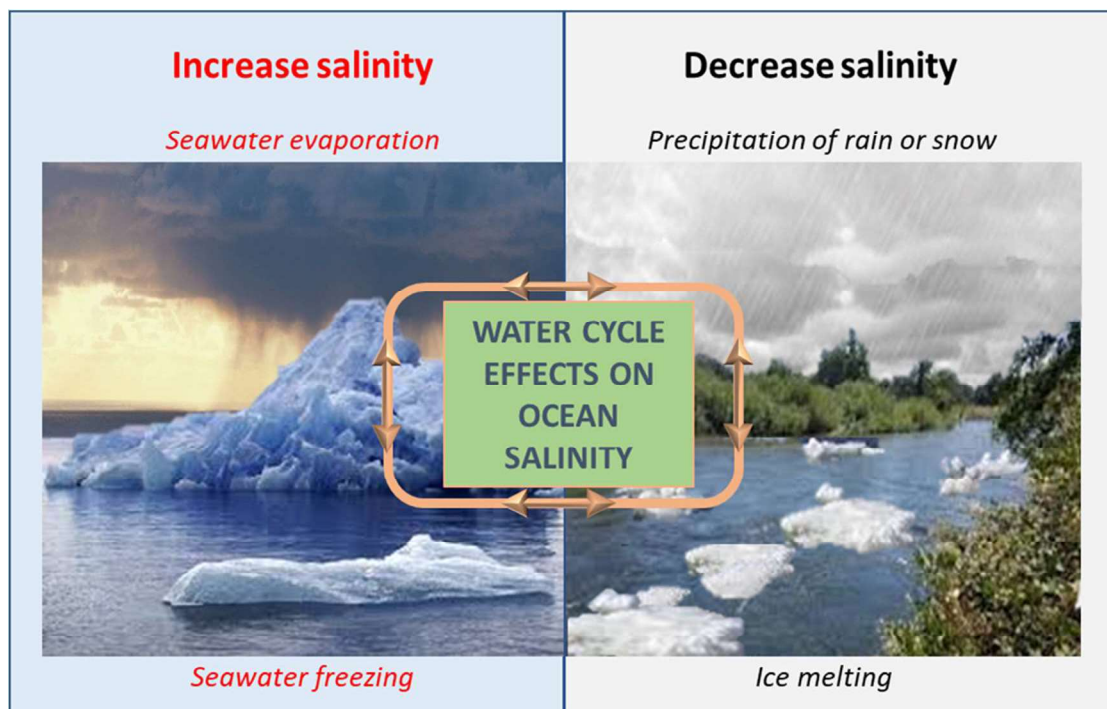 Increase salinity
Seawater evaporation
Decrease salinity
Precipitation of rain or snow
WATER CYCLE
EFFECTS ON
OCEAN
SALINITY
Seawater freezing
Ice melting